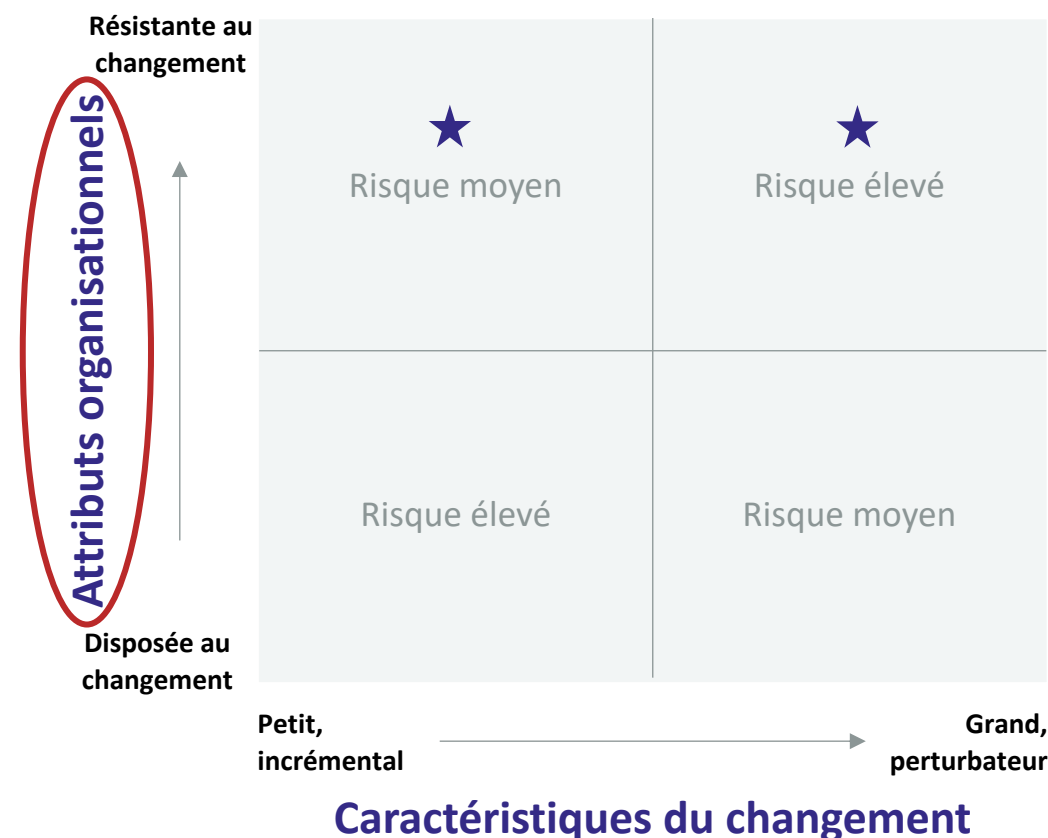 Résistante au
changement
Attributs organisationnels
Risque moyen
Risque élevé
Risque élevé
Risque moyen
Disposée au
changement
Petit,
incrémental
Grand,
perturbateur
Caractéristiques du changement